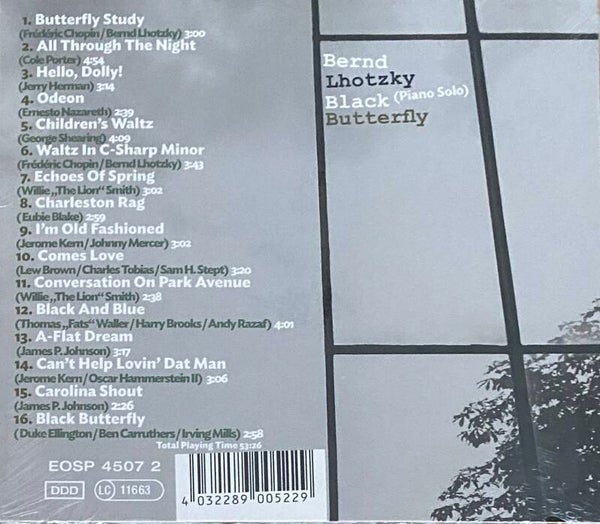 1. Butterfly Study
(Frédéric Chopin / Bernd Lhotzky) 3:00
2. All Through The Night
(Cole Porter) 4:54
3. Hello, Dolly!
(Jerry Herman) 3:14
4. Odeon
(Ernesto Nazareth) 2:39
5. Children's Waltz
(George Shearing) 4:09
6. Waltz In C-Sharp Minor
(Frédéric Chopin / Bernd Lhotzky) 3:43
7. Echoes Of Spring
(Willie „The Lion“ Smith) 3:02
8. Charleston Rag
(Eubie Blake) 2:59
9. I'm Old Fashioned
(Jerome Kern / Johnny Mercer) 3:02
10. Comes Love
(Lew Brown / Charles Tobias / Sam H. Stept) 3:20
11. Conversation On Park Avenue
(Willie „The Lion“ Smith) 2:38
12. Black And Blue
(Thomas „Fats“ Waller / Harry Brooks / Andy Razaf) 4:01
13. A-Flat Dream
(James P. Johnson) 3:17
14. Can't Help Lovin' Dat Man
(Jerome Kern / Oscar Hammerstein II) 3:06
15. Carolina Shout
(James P. Johnson) 2:26
16. Black Butterfly
(Duke Ellington / Ben Carruthers / Irving Mills) 2:58
Total Playing Time 53:26
EOSP 4507 2
DDD LC 11663
4 032289 005229
Bernd
Lhotzky
Black (Piano Solo)
Butterfly